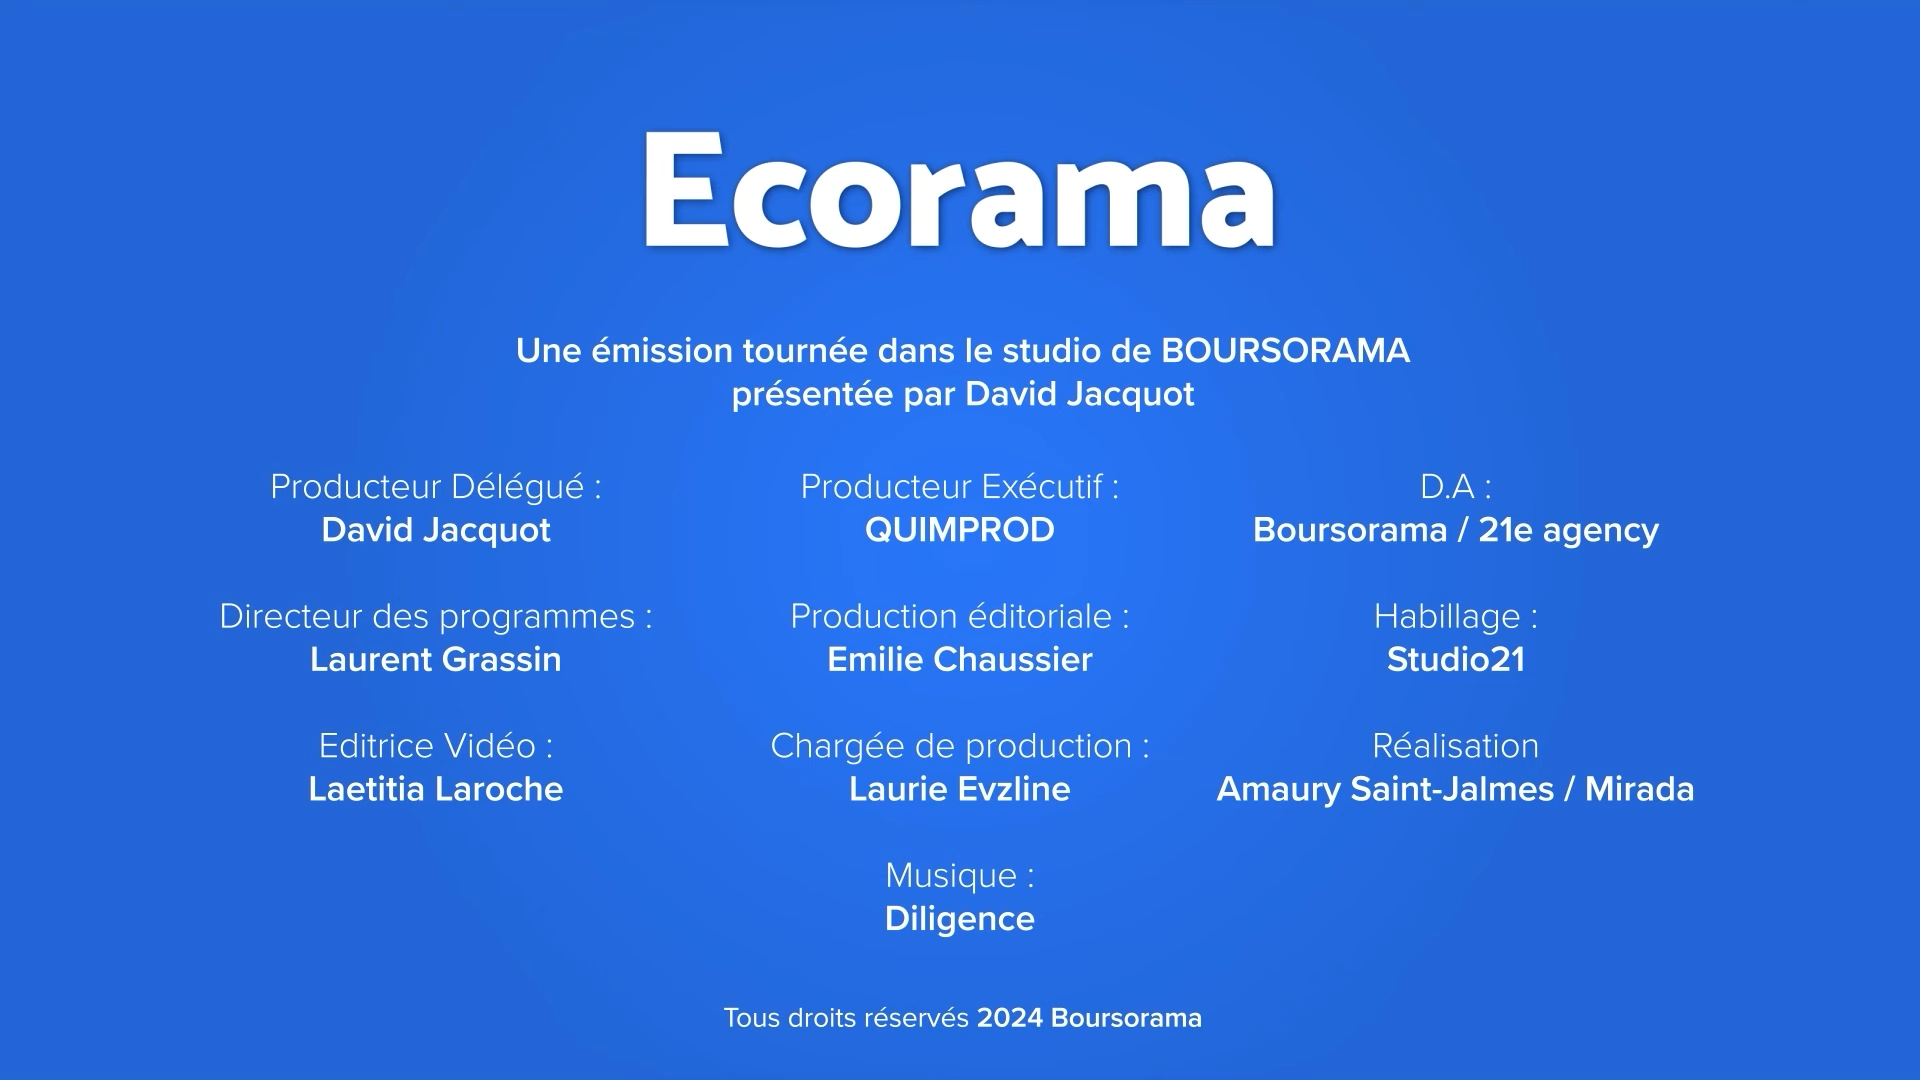 Ecorama
Une émission tournée dans le studio de BOURSORAMA
présentée par David Jacquot
Producteur Délégué :
David Jacquot
Producteur Exécutif :
QUIMPROD
D.A :
Boursorama / 21e agency
Directeur des programmes :
Laurent Grassin
Production éditoriale :
Emilie Chaussier
Habillage :
Studio21
Editrice Vidéo :
Laetitia Laroche
Chargée de production :
Laurie Evzline
Réalisation
Amaury Saint-Jalmes / Mirada
Musique :
Diligence
Tous droits réservés 2024 Boursorama